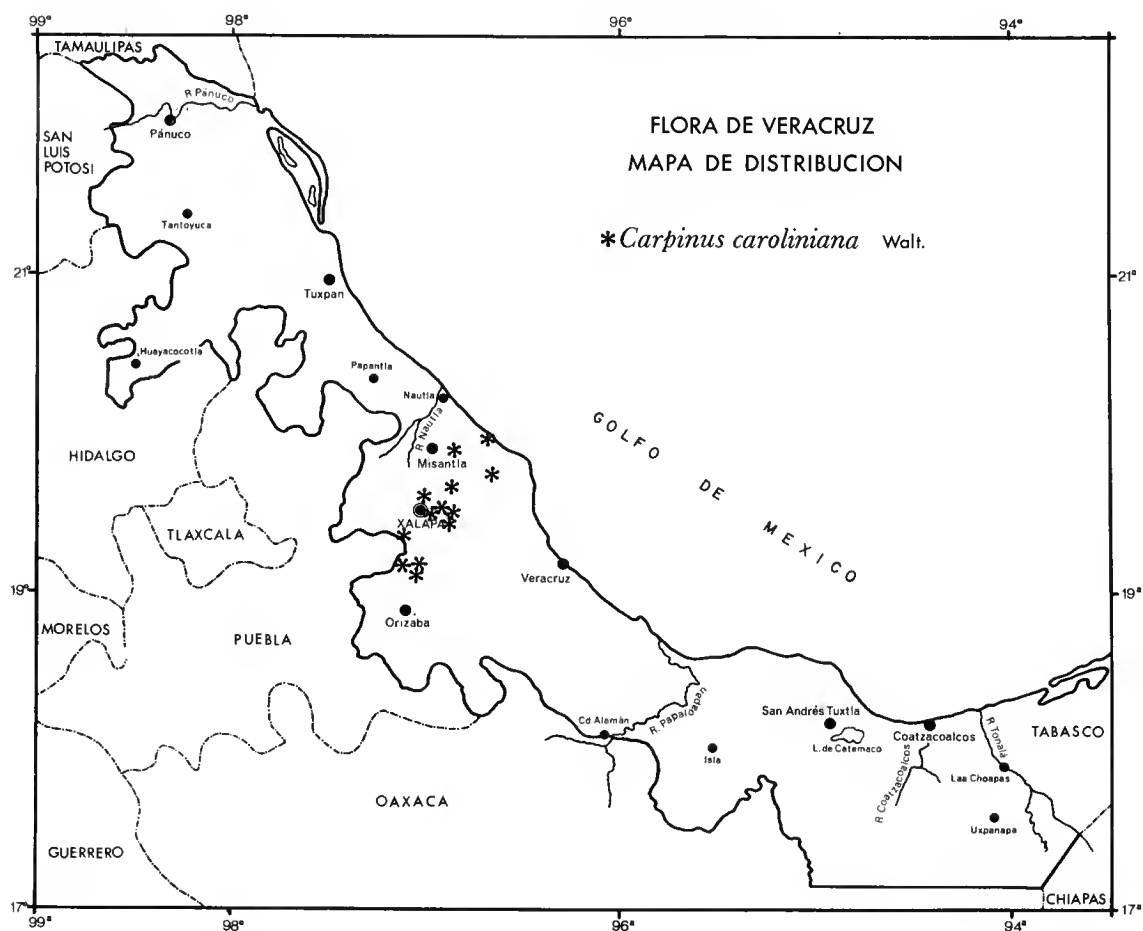 99° 98° 96° 94°
TAMAULIPAS
R Pánuco
Pánuco
SAN
LUIS
POTOSI
FLORA DE VERACRUZ
MAPA DE DISTRIBUCION
Tantoyuca
*Carpinus caroliniana Walt.
21° 21°
Tuxpan
Huayacocotla
Papantla
Nautla
R Nautla
GOLFO DE MEXICO
Misantla
HIDALGO
XALAPA
TLAXCALA
Veracruz
19° 19°
Orizaba
MORELOS
PUEBLA
R. Papaloapan
San Andrés Tuxtla
Cd Alemán
Coatzacoalcos
R Tonalá
TABASCO
L. de Catemaco
Isla
R Coatzacoalcos
Las Choapas
OAXACA
Uxpanapa
GUERRERO
CHIAPAS
17° 17°
99° 98° 96° 94°